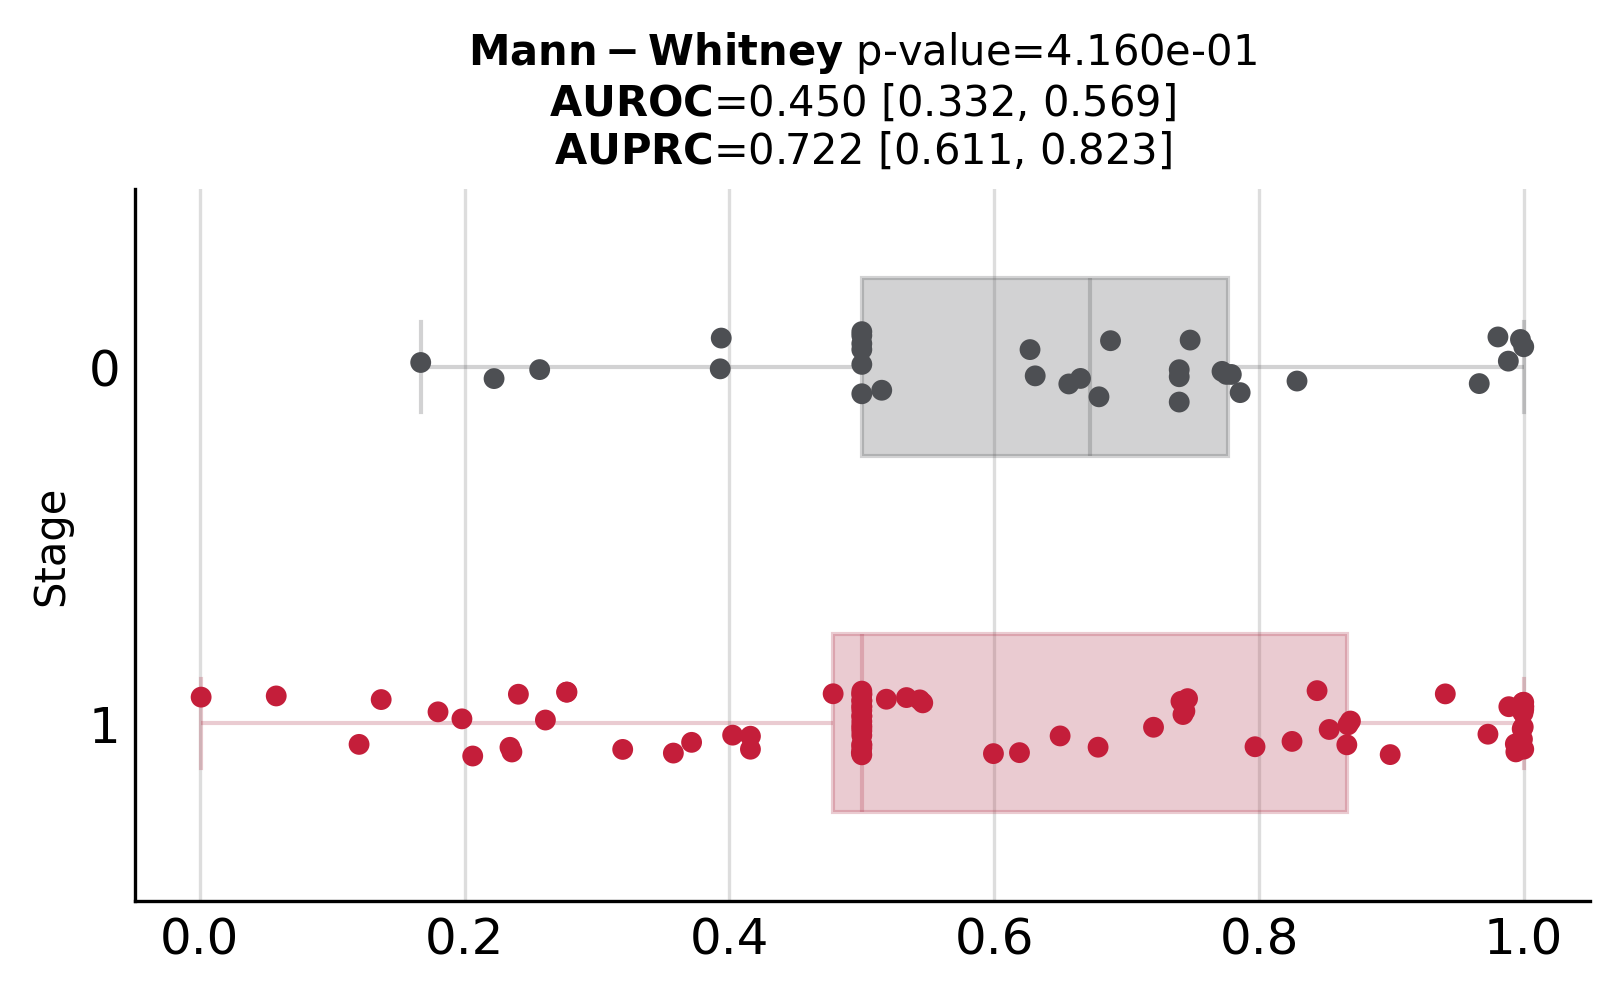 Mann – Whitney p-value=4.160e-01
AUROC=0.450 [0.332, 0.569]
AUPRC=0.722 [0.611, 0.823]
0
Stage
1
0.0 0.2 0.4 0.6 0.8 1.0